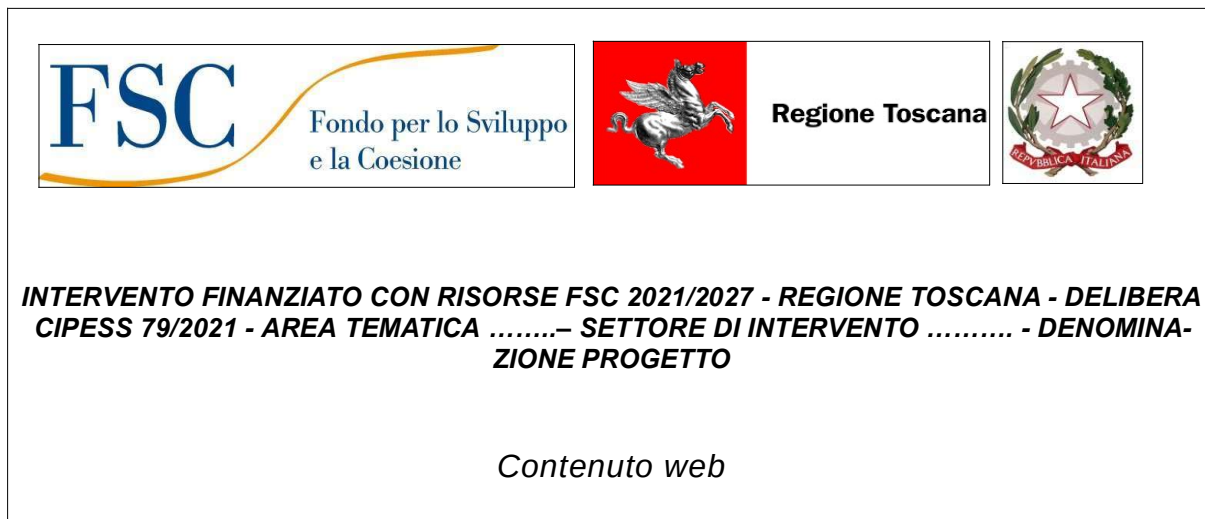 FSC
Fondo per lo Sviluppo
e la Coesione
Regione Toscana
REPVBBLICA ITALIANA
INTERVENTO FINANZIATO CON RISORSE FSC 2021/2027 - REGIONE TOSCANA - DELIBERA
CIPESS 79/2021 - AREA TEMATICA ……..– SETTORE DI INTERVENTO ………. - DENOMINA-
ZIONE PROGETTO
Contenuto web